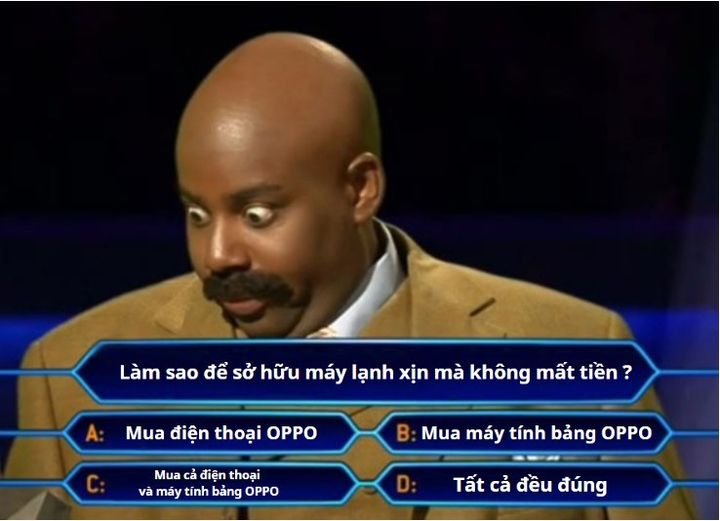 Làm sao để sở hữu máy lạnh xịn mà không mất tiền ?
A: Mua điện thoại OPPO
B: Mua máy tính bảng OPPO
C: Mua cả điện thoại
và máy tính bảng OPPO
D: Tất cả đều đúng